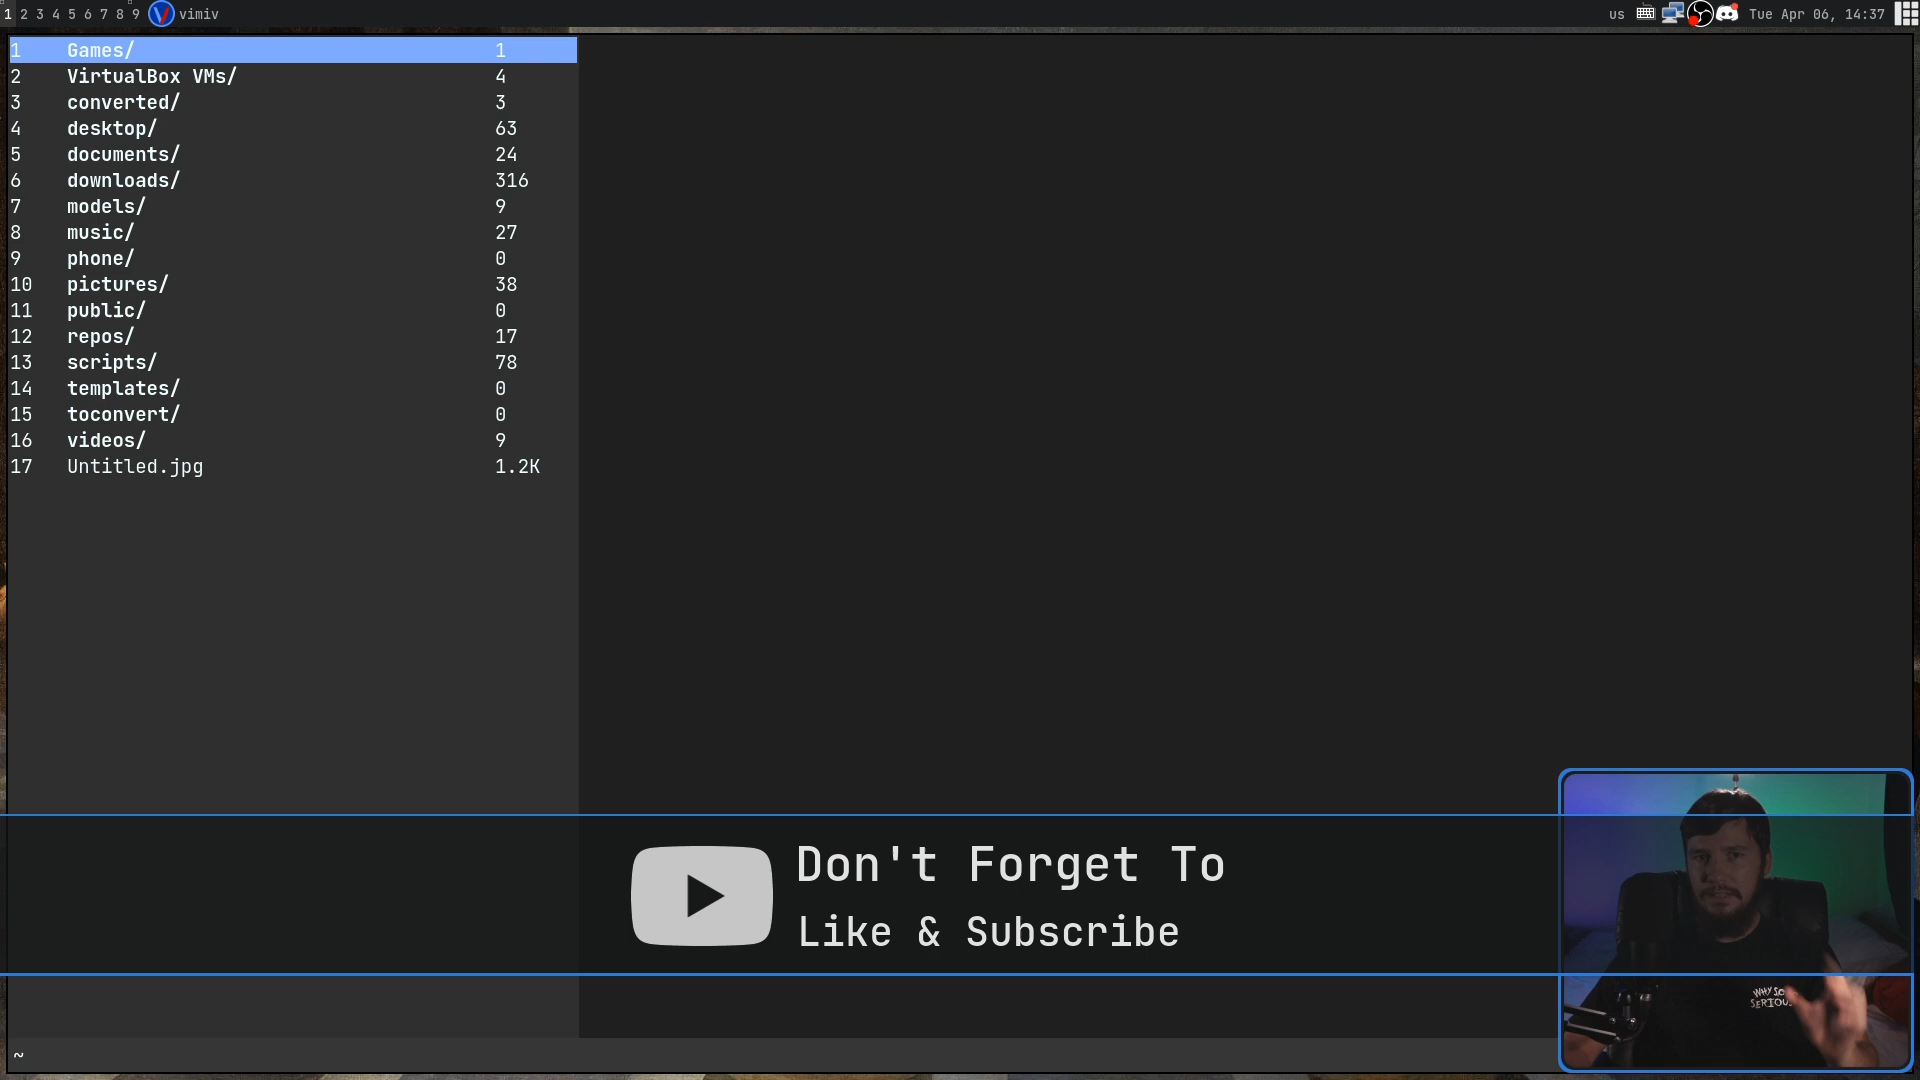 1 2 3 4 5 6 7 8 9 vimiv us Tue Apr 06, 14:37
1 Games/ 1
2 VirtualBox VMs/ 4
3 converted/ 3
4 desktop/ 63
5 documents/ 24
6 downloads/ 316
7 models/ 9
8 music/ 27
9 phone/ 0
10 pictures/ 38
11 public/ 0
12 repos/ 17
13 scripts/ 78
14 templates/ 0
15 toconvert/ 0
16 videos/ 9
17 Untitled.jpg 1.2K
Don't Forget To
Like & Subscribe
WHY SO
~